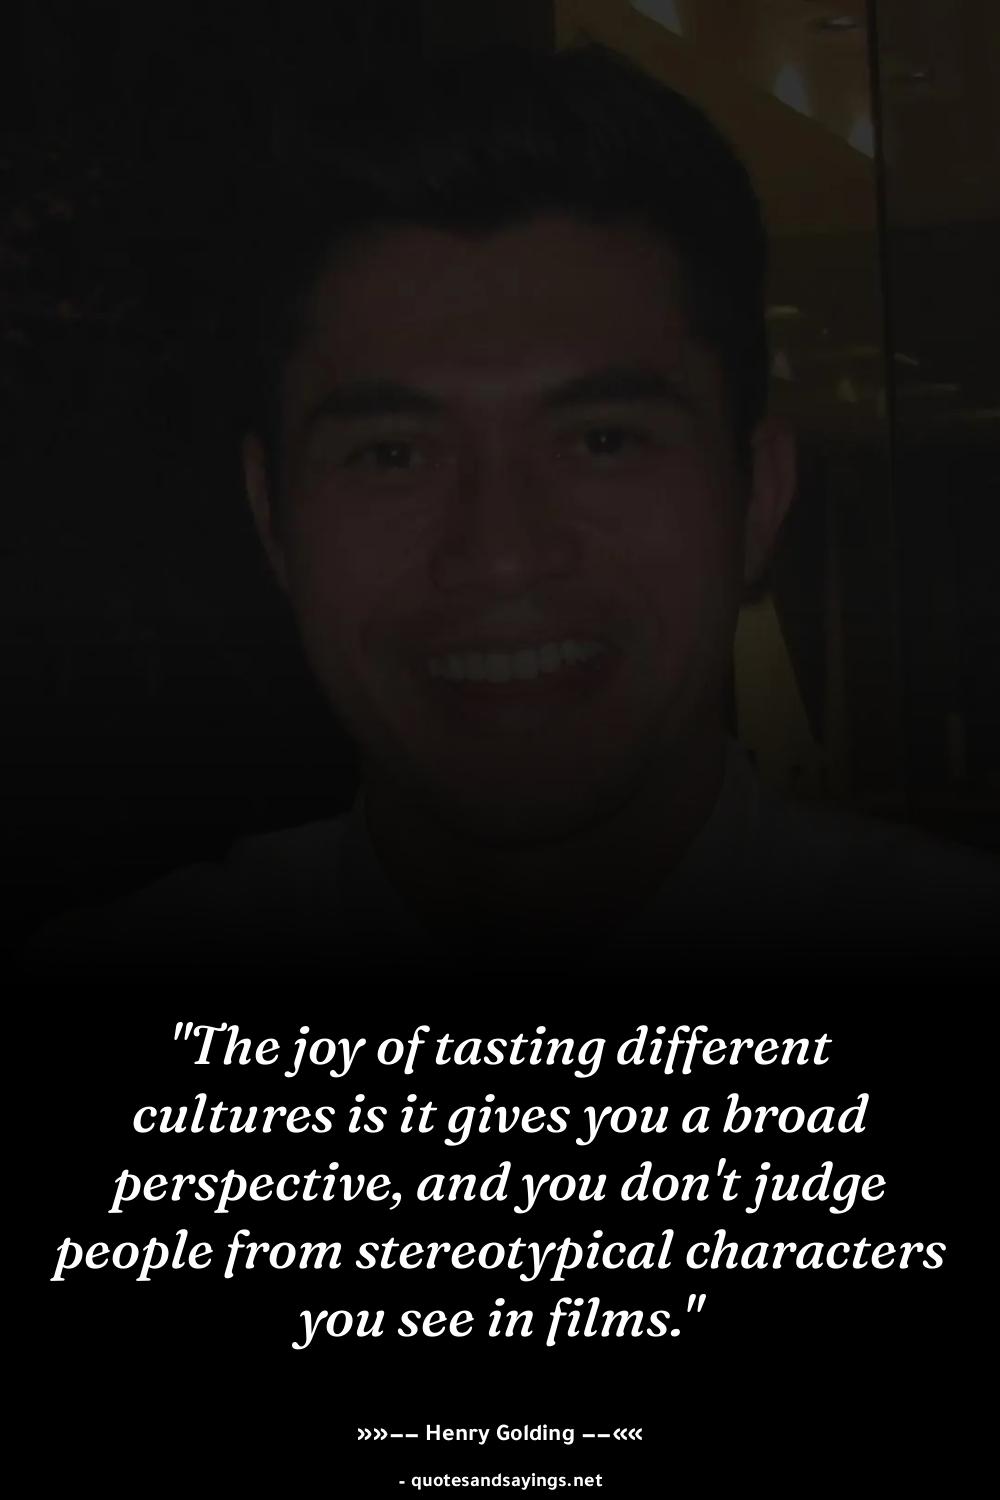 "The joy of tasting different
cultures is it gives you a broad
perspective, and you don't judge
people from stereotypical characters
you see in films."
»»−− Henry Golding −−««
- quotesandsayings.net